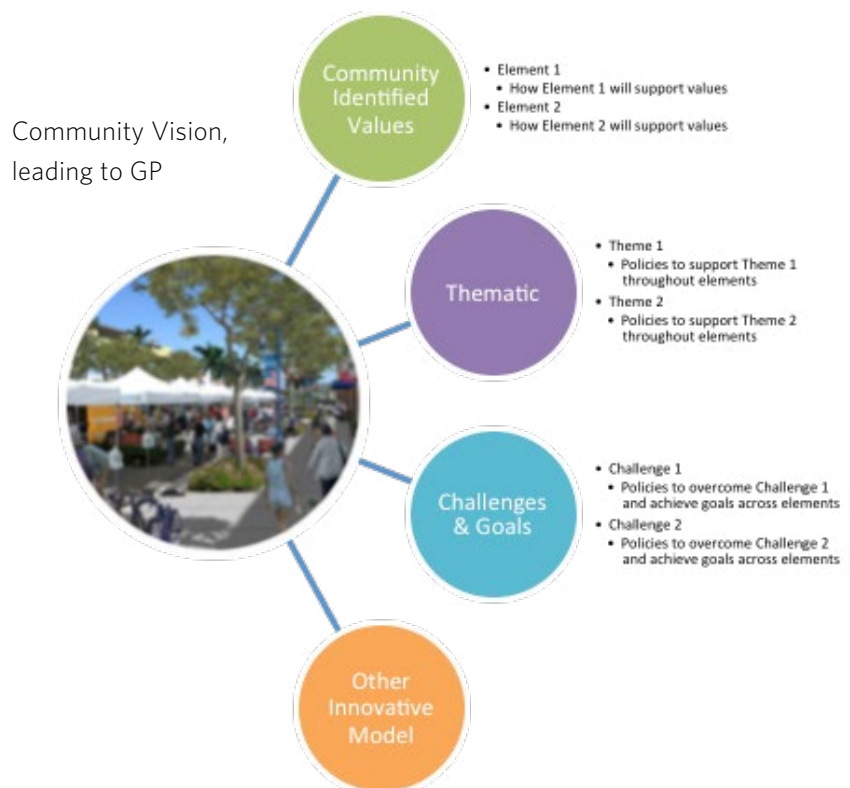 Community Vision,
leading to GP
Community
Identified
Values
• Element 1
• How Element 1 will support values
• Element 2
• How Element 2 will support values
Thematic
• Theme 1
• Policies to support Theme 1
throughout elements
• Theme 2
• Policies to support Theme 2
throughout elements
Challenges
& Goals
• Challenge 1
• Policies to overcome Challenge 1
and achieve goals across elements
• Challenge 2
• Policies to overcome Challenge 2
and achieve goals across elements
Other
Innovative
Model